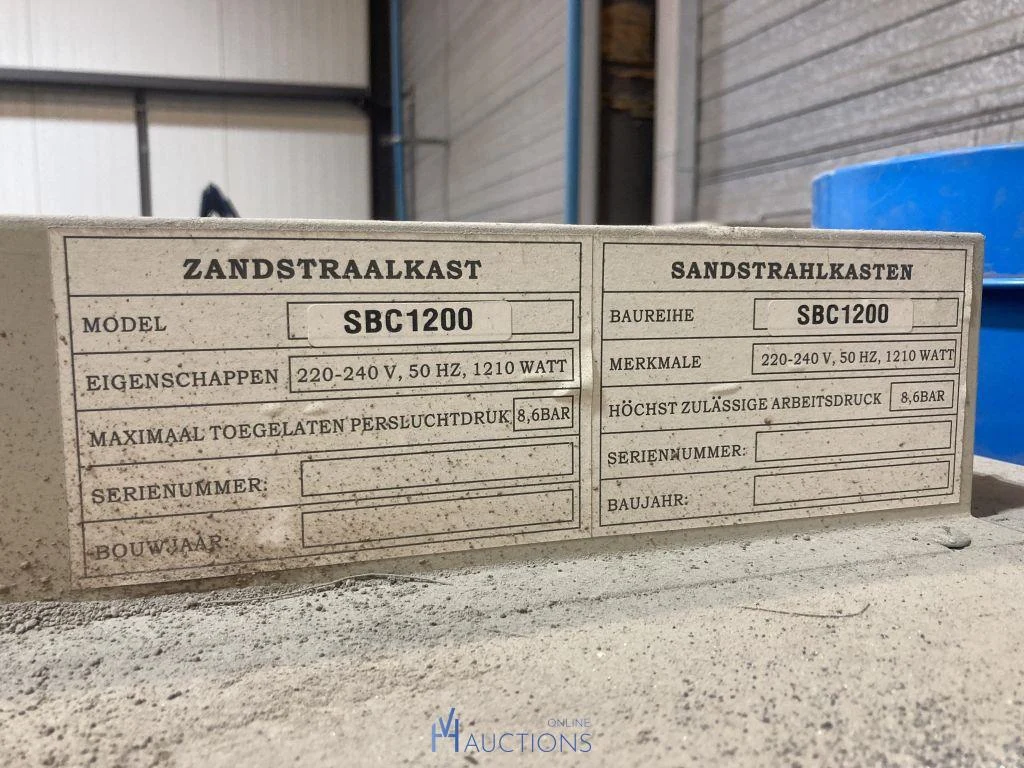 ZANDSTRAALKAST
MODEL SBC1200
EIGENSCHAPPEN 220-240 V, 50 HZ, 1210 WATT
MAXIMAAL TOEGELATEN PERSLUCHTDRUK 8,6BAR
SERIENUMMER:
BOUWJAAR:
SANDSTRAHLKASTEN
BAUREIHE SBC1200
MERKMALE 220-240 V, 50 HZ, 1210 WATT
HÖCHST ZULÄSSIGE ARBEITSDRUCK 8,6BAR
SERIENNUMMER:
BAUJAHR:
VH ONLINE
AUCTIONS